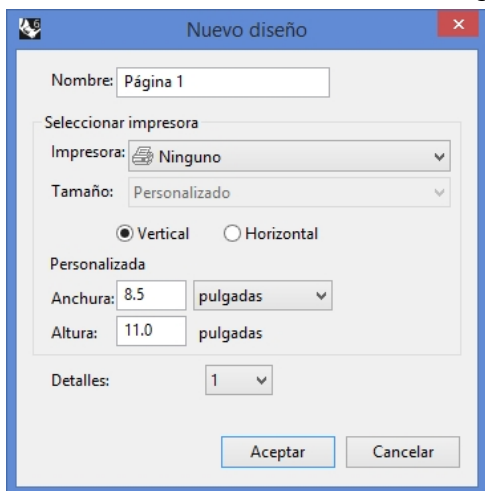 6
Nuevo diseño
Nombre: Página 1
Seleccionar impresora
Impresora: Ninguno
Tamaño: Personalizado
Vertical Horizontal
Personalizada
Anchura: 8.5 pulgadas
Altura: 11.0 pulgadas
Detalles: 1
Aceptar Cancelar